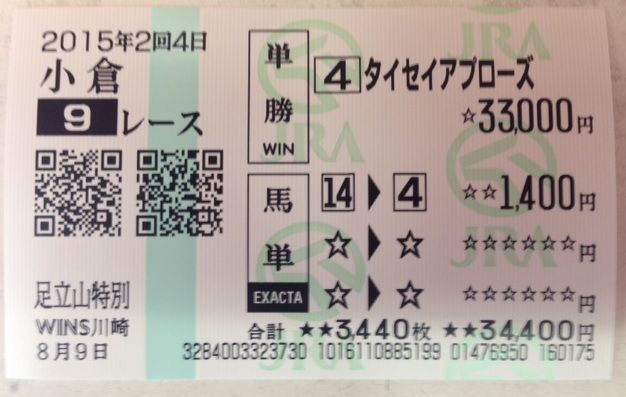 2015年2回4日
小倉
9レース
足立山特別
WINS川崎
8月9日
単勝
WIN
4タイセイアプローズ
☆33,000円
馬単
EXACTA
14▶4 ☆☆1,400円
☆▶☆ ☆☆☆☆☆☆円
☆▶☆ ☆☆☆☆☆☆円
合計 ★★3,440枚 ★★34,400円
3284003323730 1016110885199 01476950 160175
JRA
JRA
JRA
JRA